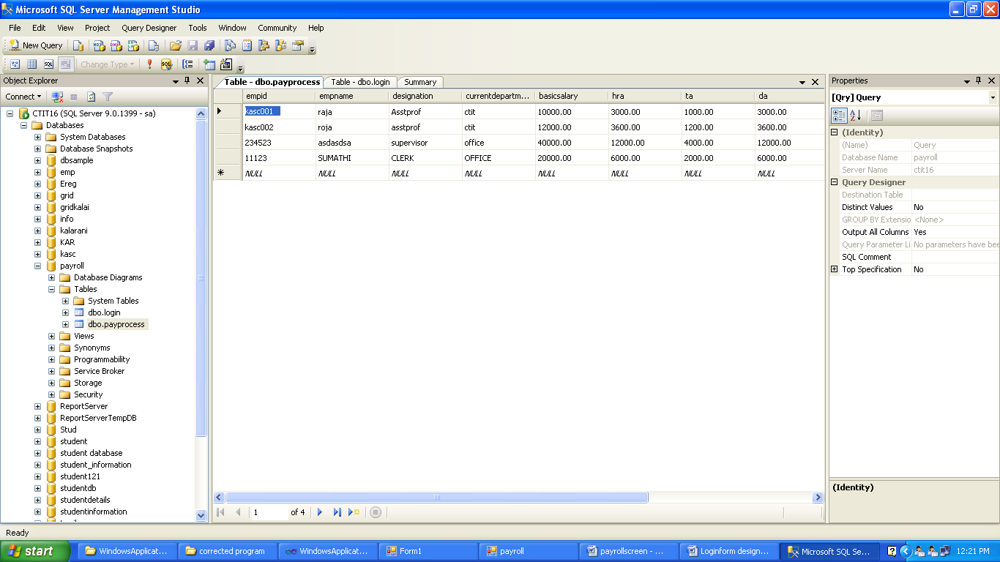 Microsoft SQL Server Management Studio
File Edit View Project Query Designer Tools Window Community Help
New Query
Change Type
Object Explorer
Connect
CTIT16 (SQL Server 9.0.1399 - sa)
Databases
System Databases
Database Snapshots
dbsample
emp
Ereg
grid
gridkalai
info
kalarani
KAR
kasc
payroll
Database Diagrams
Tables
System Tables
dbo.login
dbo.payprocess
Views
Synonyms
Programmability
Service Broker
Storage
Security
ReportServer
ReportServerTempDB
Stud
student
student database
student_information
student121
studentdb
studentdetails
studentinformation
Table - dbo.payprocess Table - dbo.login Summary
empid empname designation currentdepartm... basicsalary hra ta da
kasc001 raja Asstprof ctit 10000.00 3000.00 1000.00 3000.00
kasc002 roja asstprof ctit 12000.00 3600.00 1200.00 3600.00
234523 asdasdsa supervisor office 40000.00 12000.00 4000.00 12000.00
11123 SUMATHI CLERK OFFICE 20000.00 6000.00 2000.00 6000.00
NULL NULL NULL NULL NULL NULL NULL NULL
1 of 4
Properties
[Qry] Query
(Identity)
(Name) Query
Database Name payroll
Server Name ctit16
Query Designer
Destination Table
Distinct Values No
GROUP BY Extensio <None>
Output All Columns Yes
Query Parameter Li No parameters have bee
SQL Comment
Top Specification No
(Identity)
Ready
start WindowsApplicat... corrected program WindowsApplicat... Form1 payroll payrollscreen - ... Loginform design... Microsoft SQL Se... 12:21 PM